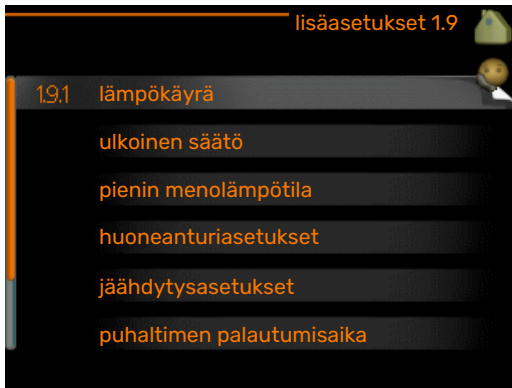 lisäasetukset 1.9
1.9.1 lämpökäyrä
ulkoinen säätö
pienin menolämpötila
huoneanturiasetukset
jäähdytysasetukset
puhaltimen palautumisaika